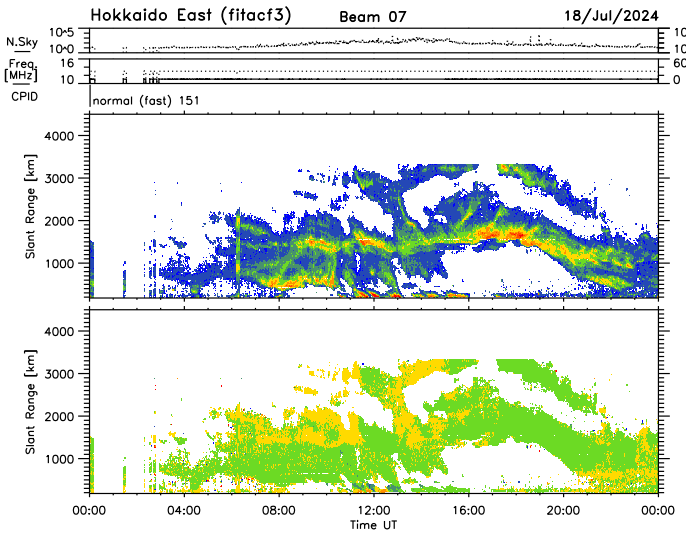 Hokkaido East (fitacf3) Beam 07 18/Jul/2024
N.Sky 10^5 10^0 10 10
Freq. [MHz] 16 10 60 0
CPID normal (fast) 151
Slant Range [km] 4000 3000 2000 1000
Slant Range [km] 4000 3000 2000 1000
00:00 04:00 08:00 12:00 16:00 20:00 00:00
Time UT